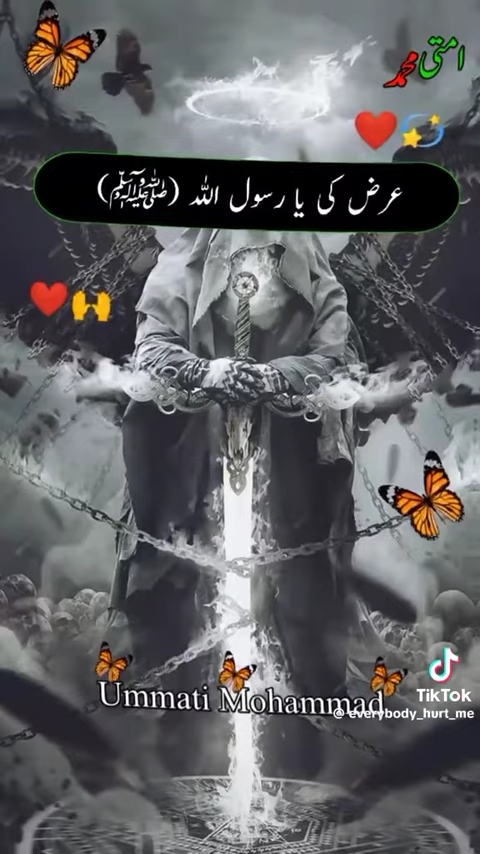 امتی محمد
عرض کی یا رسول اللہ (ﷺ)
Ummati Mohammad
TikTok
@everybody_hurt_me